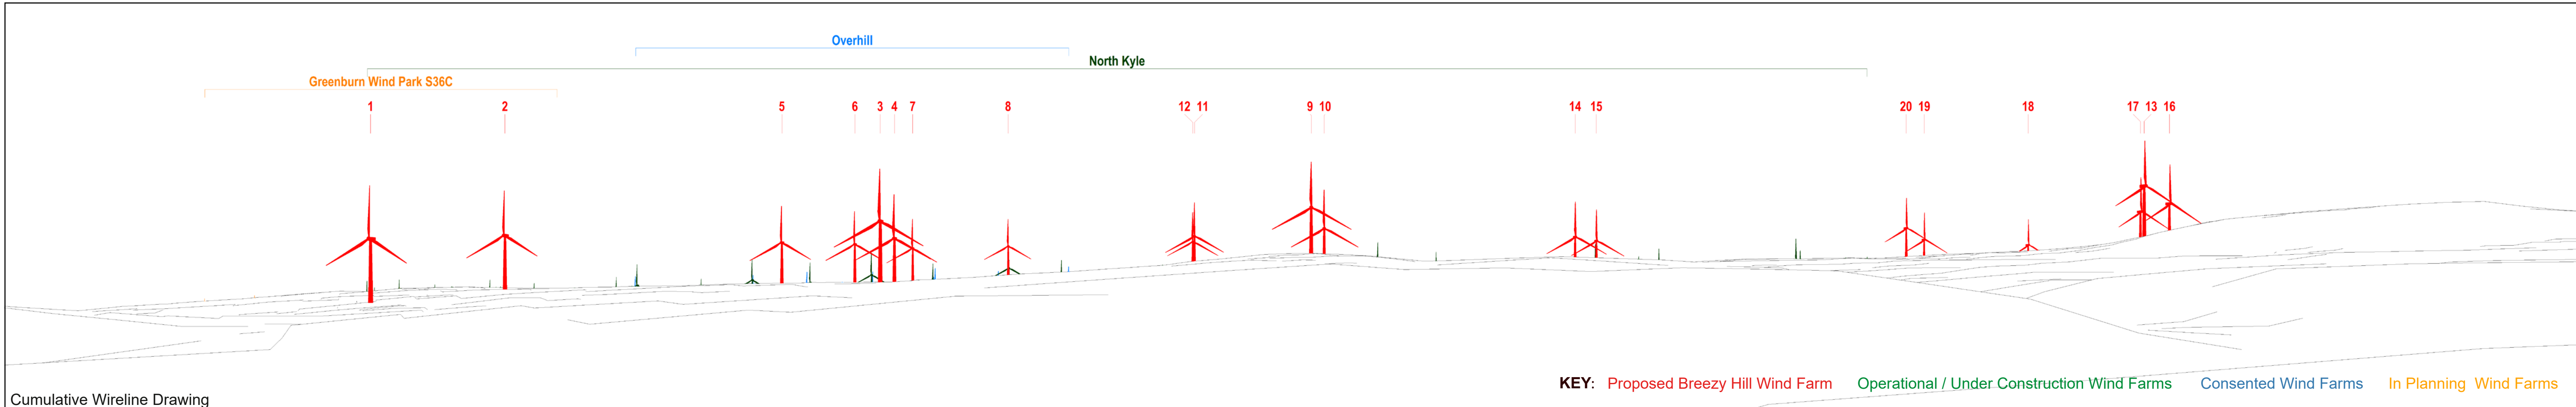 Overhill
North Kyle
Greenburn Wind Park S36C
1 2 5 6 3 4 7 8 12 11 9 10 14 15 20 19 18 17 13 16
KEY: Proposed Breezy Hill Wind Farm Operational / Under Construction Wind Farms Consented Wind Farms In Planning Wind Farms
Cumulative Wireline Drawing